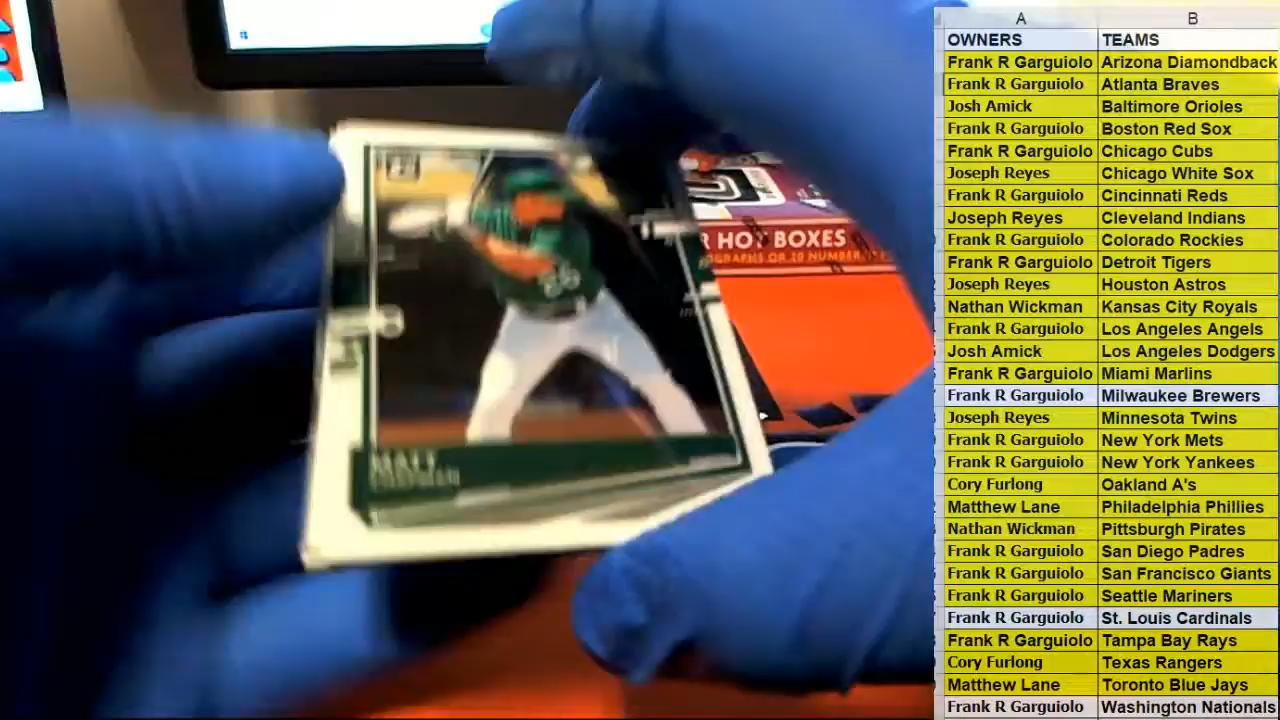 MATT
CHAPMAN
R HOT BOXES
OGRAPHS OR 20 NUMBER
A B
OWNERS TEAMS
Frank R Garguiolo Arizona Diamondback
Frank R Garguiolo Atlanta Braves
Josh Amick Baltimore Orioles
Frank R Garguiolo Boston Red Sox
Frank R Garguiolo Chicago Cubs
Joseph Reyes Chicago White Sox
Frank R Garguiolo Cincinnati Reds
Joseph Reyes Cleveland Indians
Frank R Garguiolo Colorado Rockies
Frank R Garguiolo Detroit Tigers
Joseph Reyes Houston Astros
Nathan Wickman Kansas City Royals
Frank R Garguiolo Los Angeles Angels
Josh Amick Los Angeles Dodgers
Frank R Garguiolo Miami Marlins
Frank R Garguiolo Milwaukee Brewers
Joseph Reyes Minnesota Twins
Frank R Garguiolo New York Mets
Frank R Garguiolo New York Yankees
Cory Furlong Oakland A's
Matthew Lane Philadelphia Phillies
Nathan Wickman Pittsburgh Pirates
Frank R Garguiolo San Diego Padres
Frank R Garguiolo San Francisco Giants
Frank R Garguiolo Seattle Mariners
Frank R Garguiolo St. Louis Cardinals
Frank R Garguiolo Tampa Bay Rays
Cory Furlong Texas Rangers
Matthew Lane Toronto Blue Jays
Frank R Garguiolo Washington Nationals